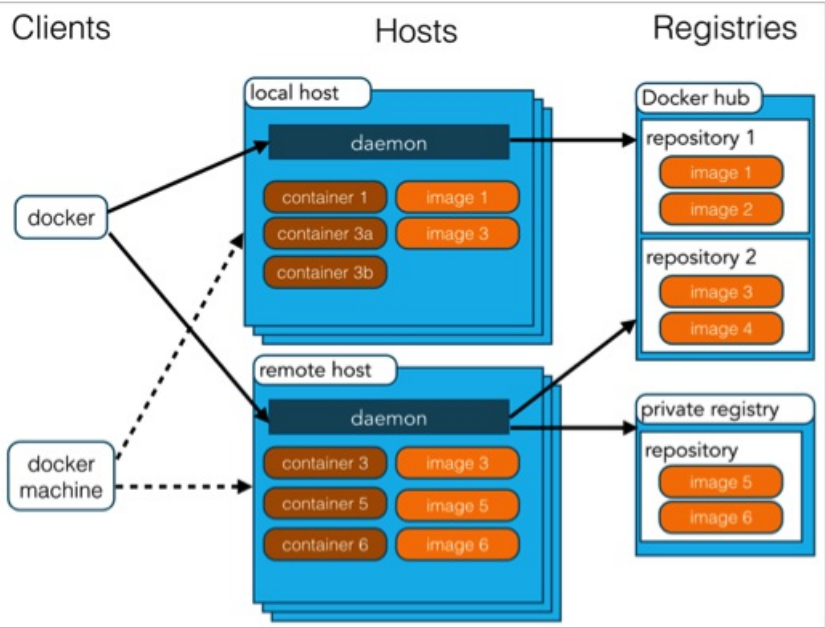 Clients
Hosts
Registries
docker
docker
machine
local host
daemon
container 1
image 1
container 3a
image 3
container 3b
remote host
daemon
container 3
image 3
container 5
image 5
container 6
image 6
Docker hub
repository 1
image 1
image 2
repository 2
image 3
image 4
private registry
repository
image 5
image 6